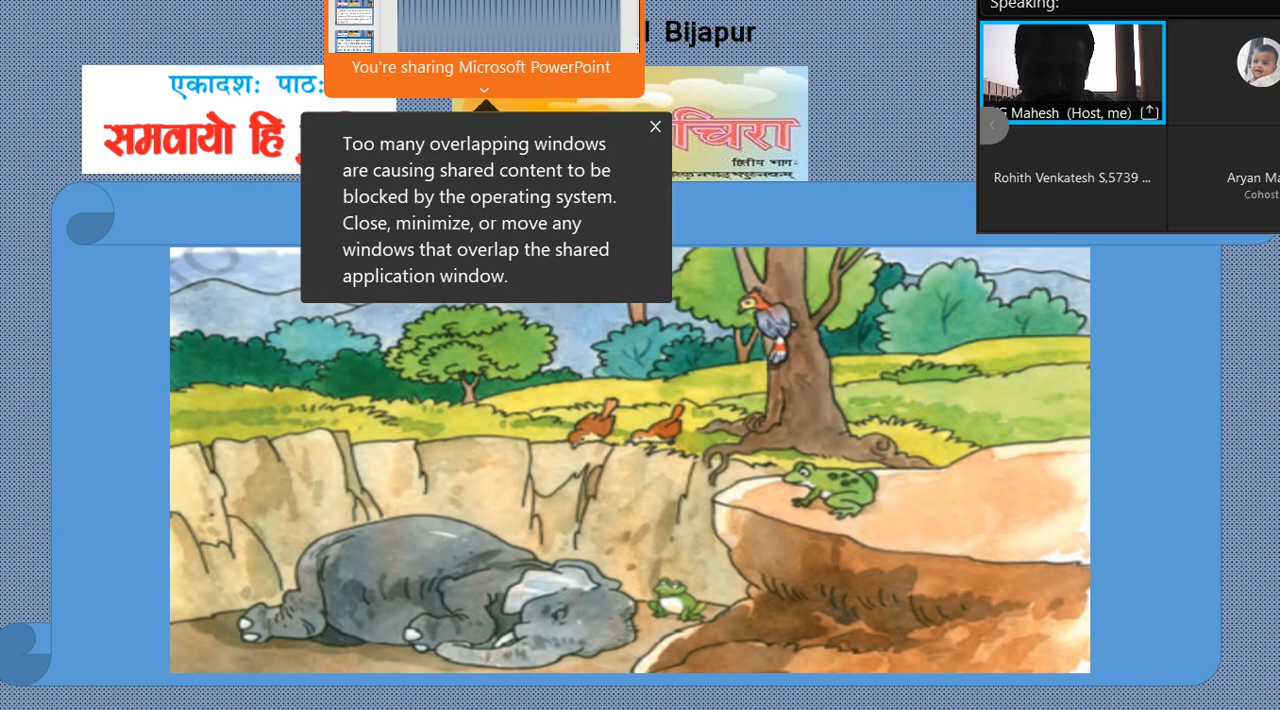 Speaking:
Bijapur
You're sharing Microsoft PowerPoint
एकादशः पाठः
समवायो हि
Mahesh (Host, me)
द्वितीय भागः
Too many overlapping windows
are causing shared content to be
blocked by the operating system.
Close, minimize, or move any
windows that overlap the shared
application window.
Rohith Venkatesh S,5739 ...
Aryan Ma
Cohost